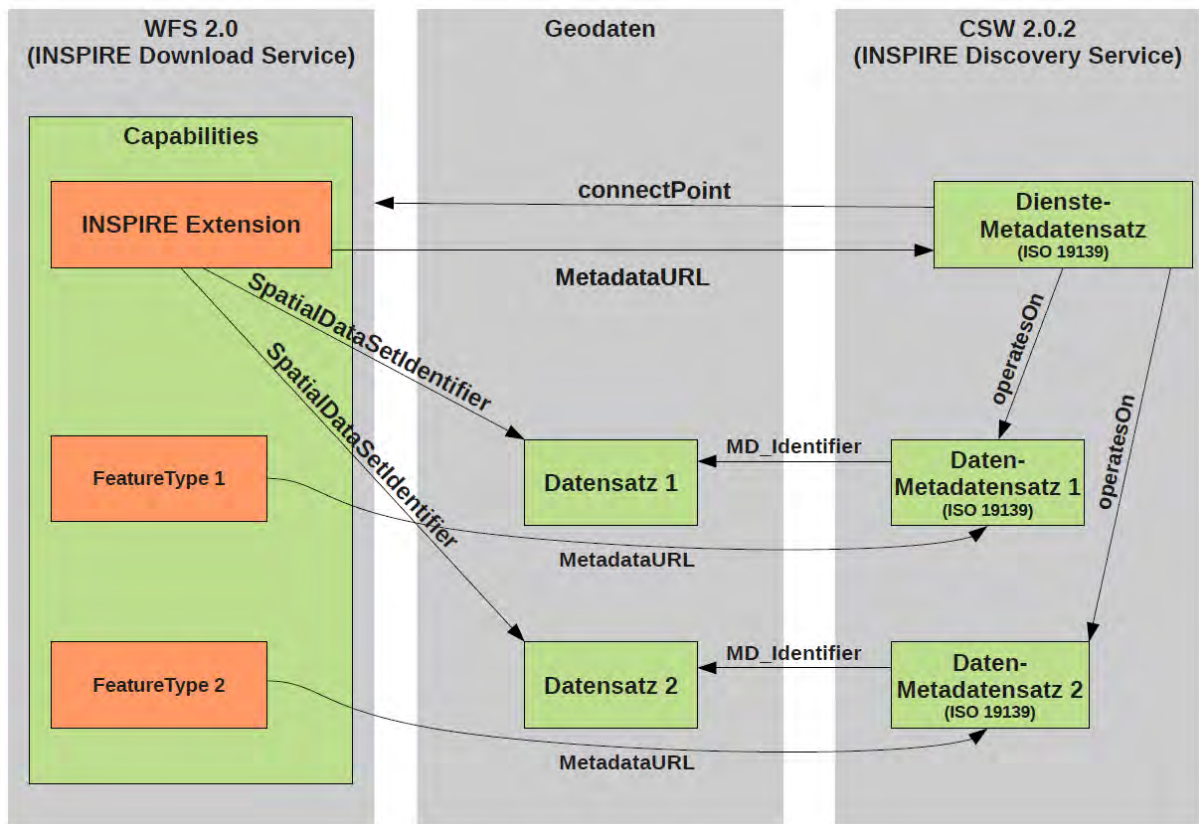 WFS 2.0
(INSPIRE Download Service)
Geodaten
CSW 2.0.2
(INSPIRE Discovery Service)
Capabilities
INSPIRE Extension
connectPoint
MetadataURL
Dienste-
Metadatensatz
(ISO 19139)
SpatialDataSetIdentifier
SpatialDataSetIdentifier
operatesOn
operatesOn
FeatureType 1
Datensatz 1
MD_Identifier
Daten-
Metadatensatz 1
(ISO 19139)
MetadataURL
FeatureType 2
Datensatz 2
MD_Identifier
Daten-
Metadatensatz 2
(ISO 19139)
MetadataURL